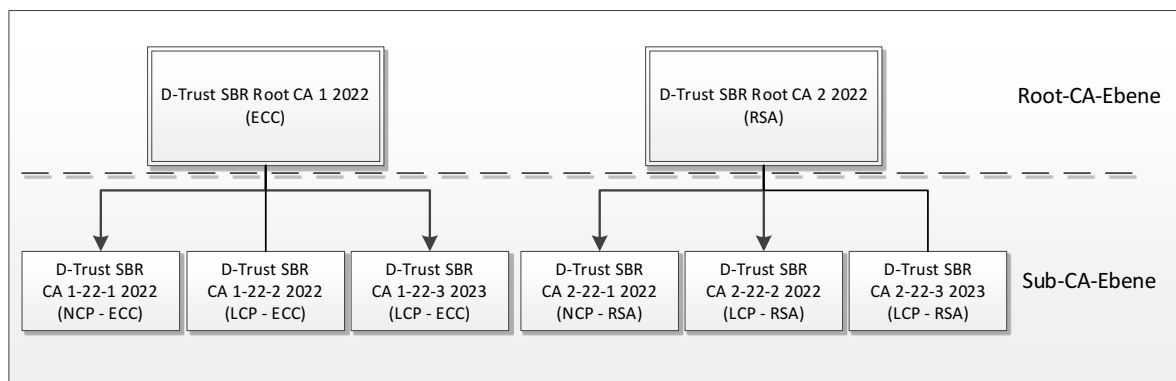 D-Trust SBR Root CA 1 2022
(ECC)
D-Trust SBR Root CA 2 2022
(RSA)
Root-CA-Ebene
D-Trust SBR
CA 1-22-1 2022
(NCP - ECC)
D-Trust SBR
CA 1-22-2 2022
(LCP - ECC)
D-Trust SBR
CA 1-22-3 2023
(LCP - ECC)
D-Trust SBR
CA 2-22-1 2022
(NCP - RSA)
D-Trust SBR
CA 2-22-2 2022
(LCP - RSA)
D-Trust SBR
CA 2-22-3 2023
(LCP - RSA)
Sub-CA-Ebene